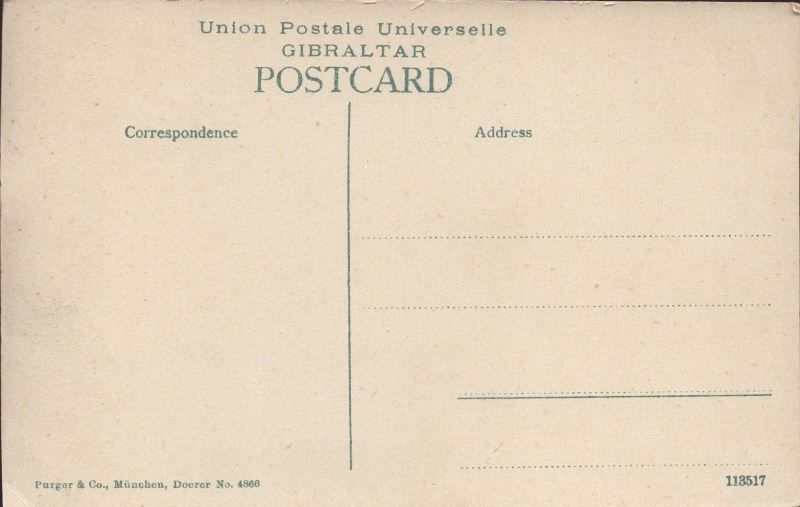 Union Postale Universelle
GIBRALTAR
POSTCARD
Correspondence
Address
Purger & Co., München, Doerer No. 4866
113517